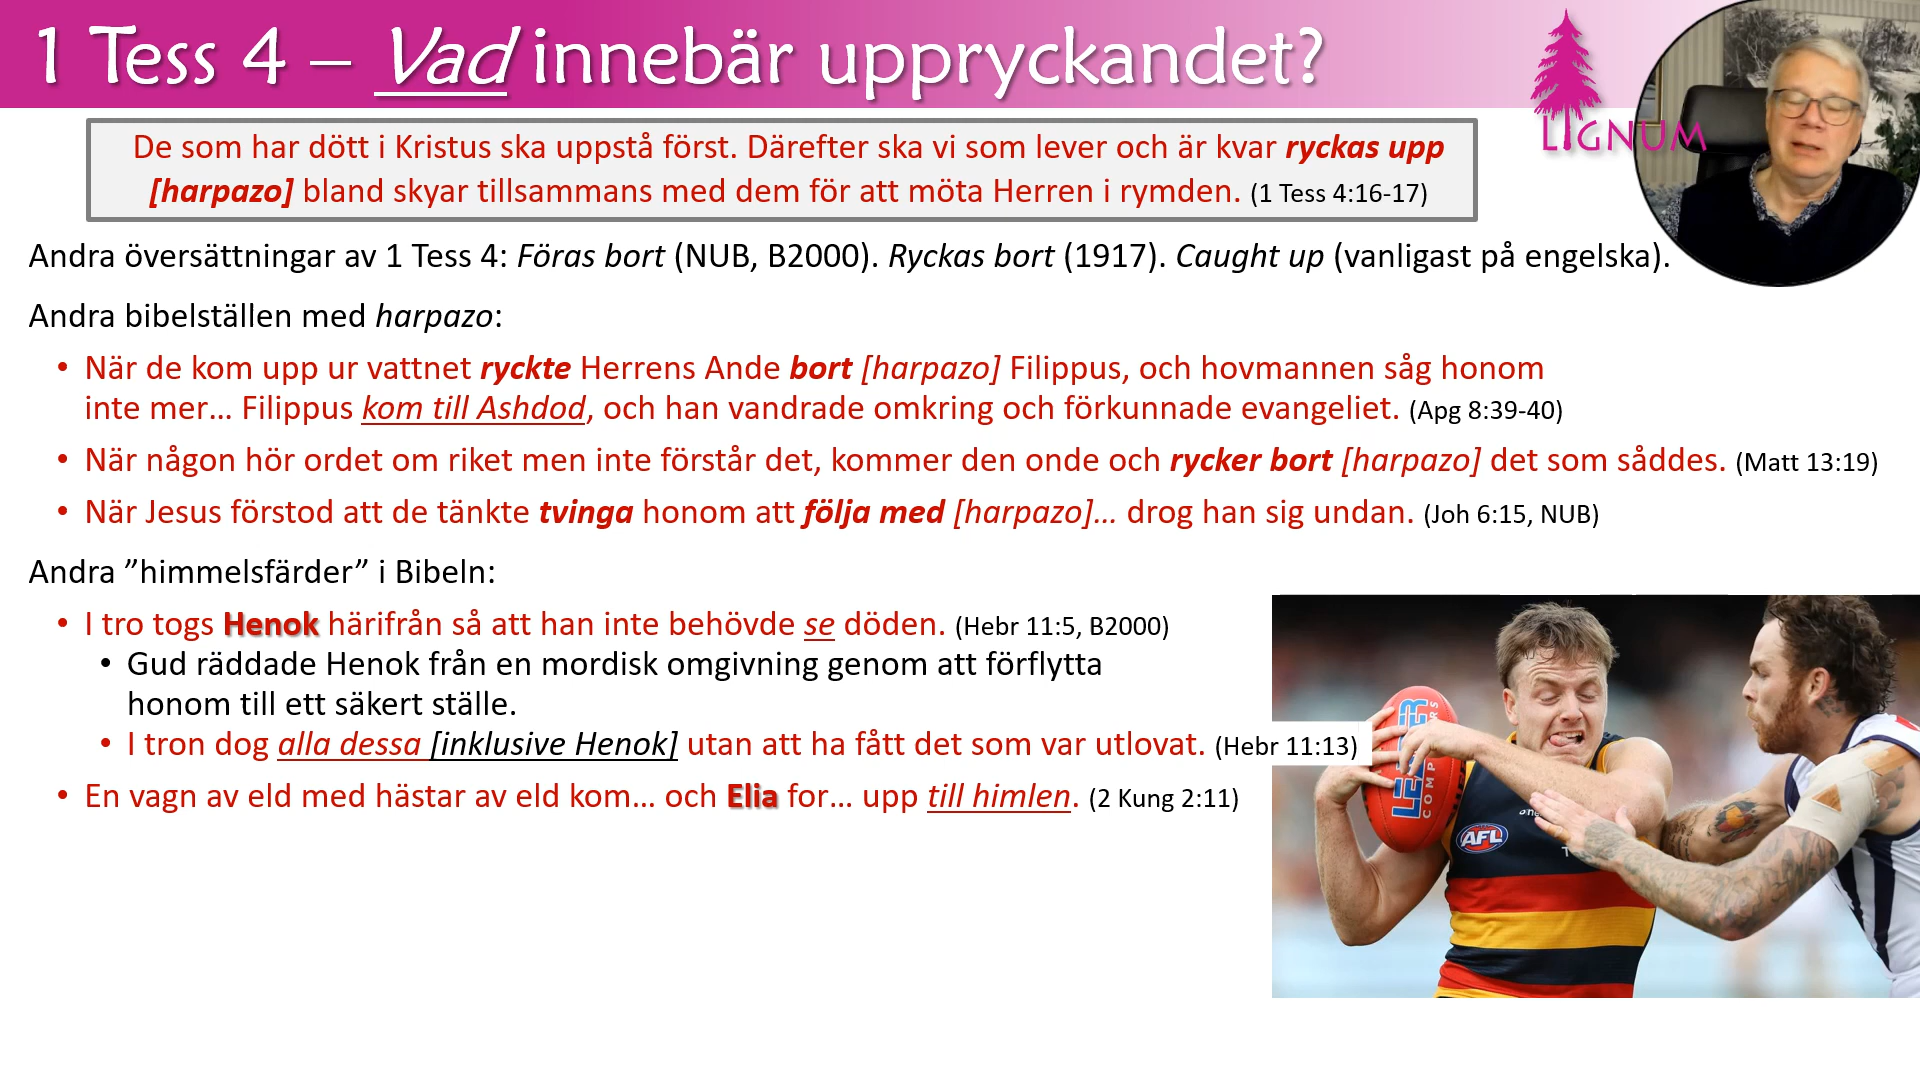 1 Tess 4 – Vad innebär uppryckandet?
LIGNUM
De som har dött i Kristus ska uppstå först. Därefter ska vi som lever och är kvar ryckas upp
[harpazo] bland skyar tillsammans med dem för att möta Herren i rymden. (1 Tess 4:16-17)
Andra översättningar av 1 Tess 4: Föras bort (NUB, B2000). Ryckas bort (1917). Caught up (vanligast på engelska).
Andra bibelställen med harpazo:
• När de kom upp ur vattnet ryckte Herrens Ande bort [harpazo] Filippus, och hovmannen såg honom
inte mer… Filippus kom till Ashdod, och han vandrade omkring och förkunnade evangeliet. (Apg 8:39-40)
• När någon hör ordet om riket men inte förstår det, kommer den onde och rycker bort [harpazo] det som såddes. (Matt 13:19)
• När Jesus förstod att de tänkte tvinga honom att följa med [harpazo]… drog han sig undan. (Joh 6:15, NUB)
Andra ”himmelsfärder” i Bibeln:
• I tro togs Henok härifrån så att han inte behövde se döden. (Hebr 11:5, B2000)
• Gud räddade Henok från en mordisk omgivning genom att förflytta
honom till ett säkert ställe.
• I tron dog alla dessa [inklusive Henok] utan att ha fått det som var utlovat. (Hebr 11:13)
• En vagn av eld med hästar av eld kom… och Elia for… upp till himlen. (2 Kung 2:11)
AFL